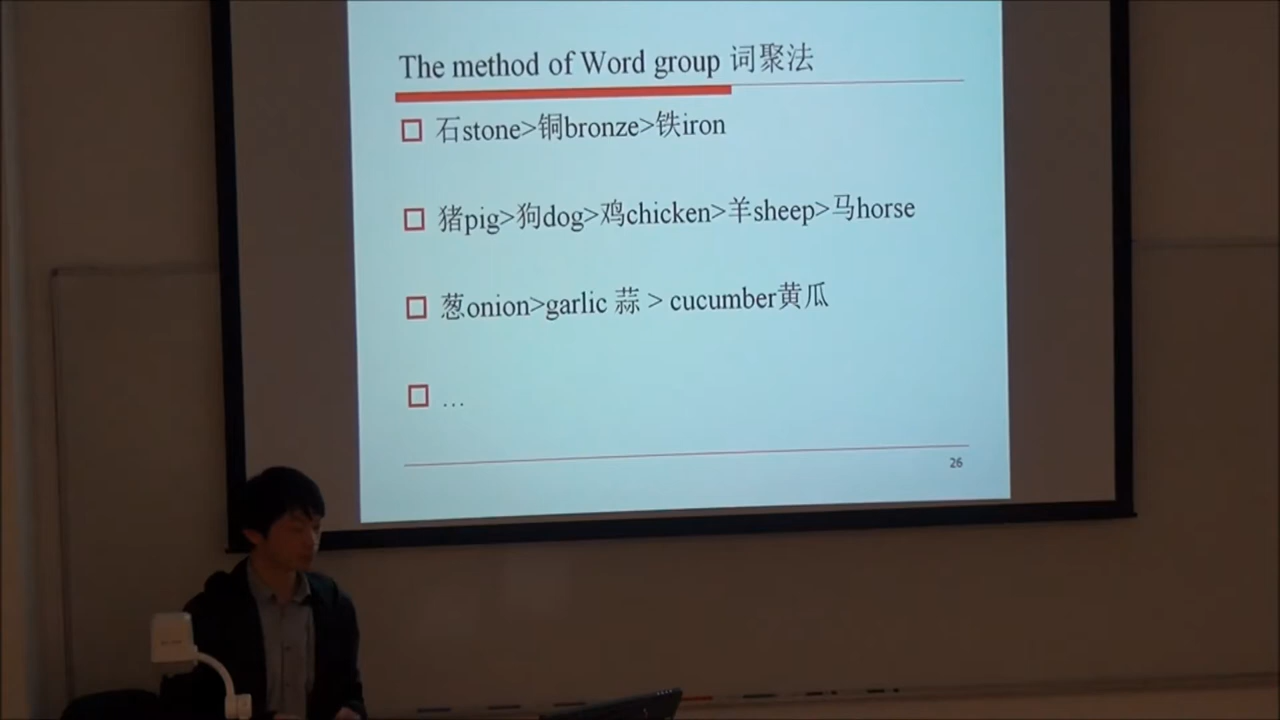 The method of Word group 词聚法
石stone>铜bronze>铁iron
猪pig>狗dog>鸡chicken>羊sheep>马horse
葱onion>garlic 蒜 > cucumber黄瓜
…
26